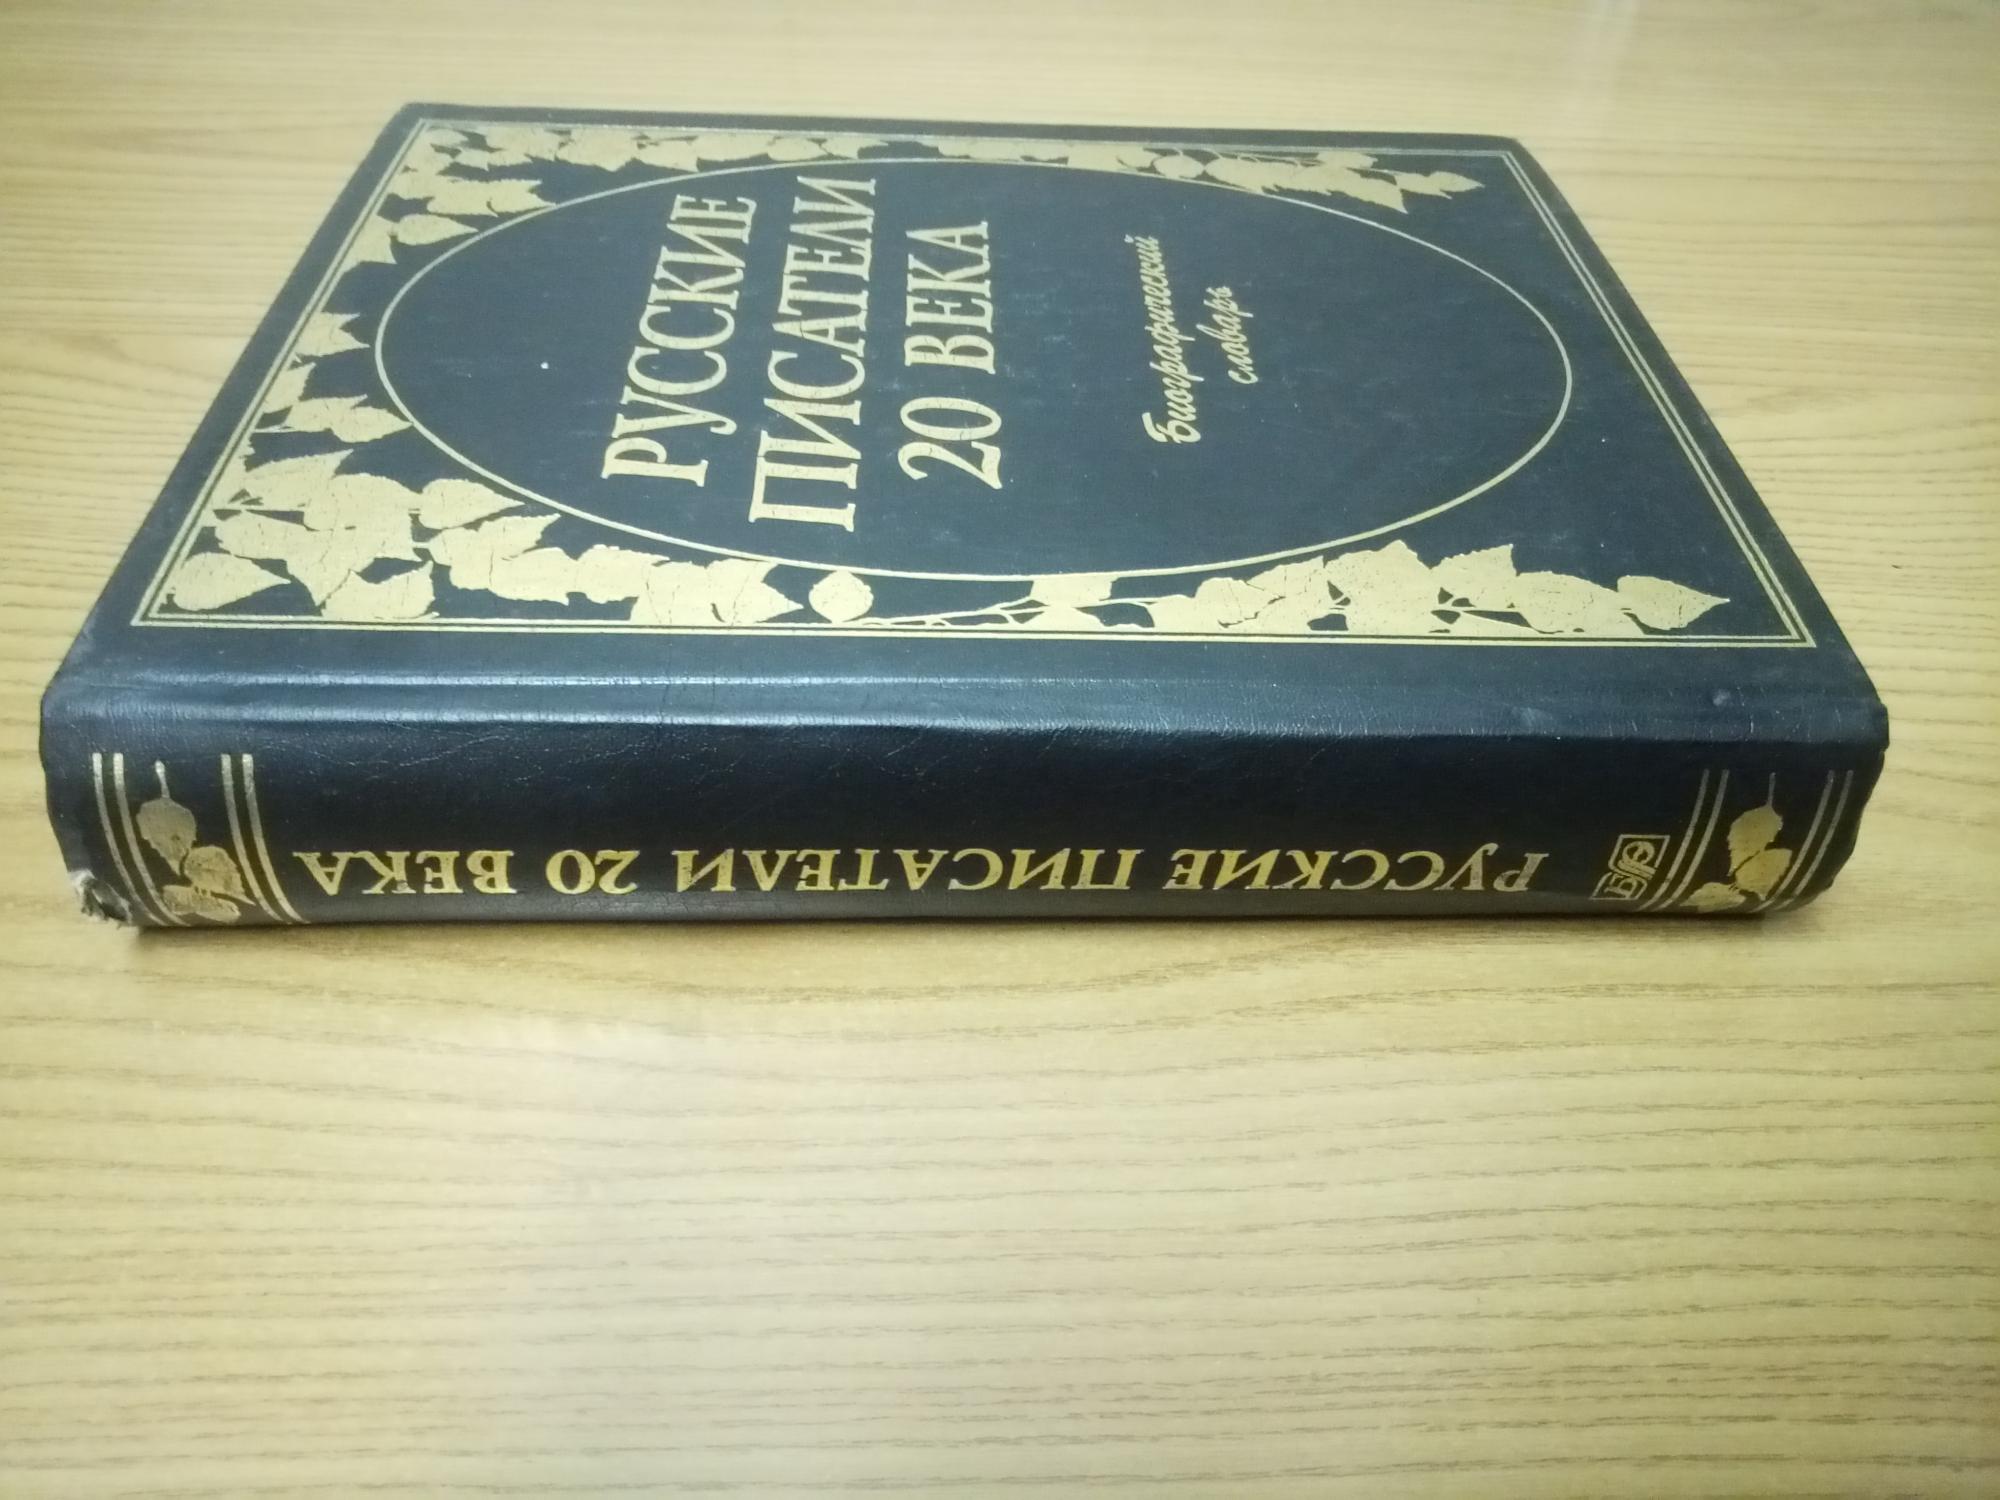 РУССКИЕ
ПИСАТЕЛИ
20 ВЕКА
Биографический
словарь
РУССКИЕ ПИСАТЕЛИ 20 ВЕКА